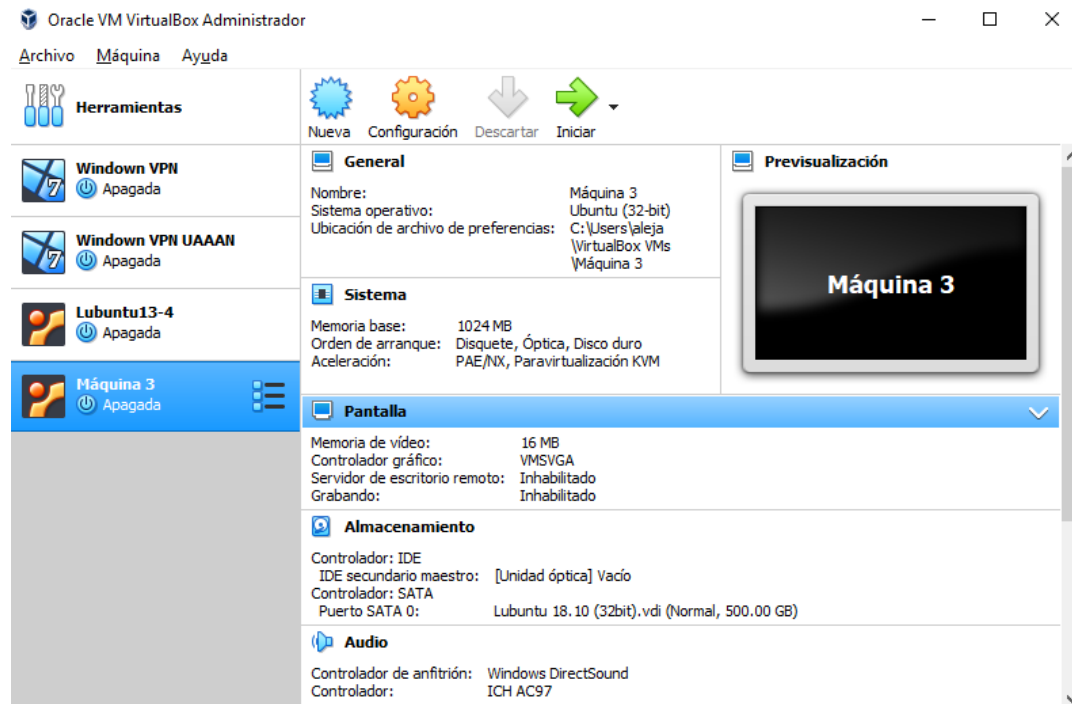 Oracle VM VirtualBox Administrador
Archivo Máquina Ayuda
Herramientas
Nueva Configuración Descartar Iniciar
Windown VPN
Apagada
Windown VPN UAAAN
Apagada
Lubuntu13-4
Apagada
Máquina 3
Apagada
General
Nombre: Máquina 3
Sistema operativo: Ubuntu (32-bit)
Ubicación de archivo de preferencias: C:\Users\aleja
\VirtualBox VMs
\Máquina 3
Previsualización
Máquina 3
Sistema
Memoria base: 1024 MB
Orden de arranque: Disquete, Óptica, Disco duro
Aceleración: PAE/NX, Paravirtualización KVM
Pantalla
Memoria de vídeo: 16 MB
Controlador gráfico: VMSVGA
Servidor de escritorio remoto: Inhabilitado
Grabando: Inhabilitado
Almacenamiento
Controlador: IDE
IDE secundario maestro: [Unidad óptica] Vacío
Controlador: SATA
Puerto SATA 0: Lubuntu 18.10 (32bit).vdi (Normal, 500.00 GB)
Audio
Controlador de anfitrión: Windows DirectSound
Controlador: ICH AC97